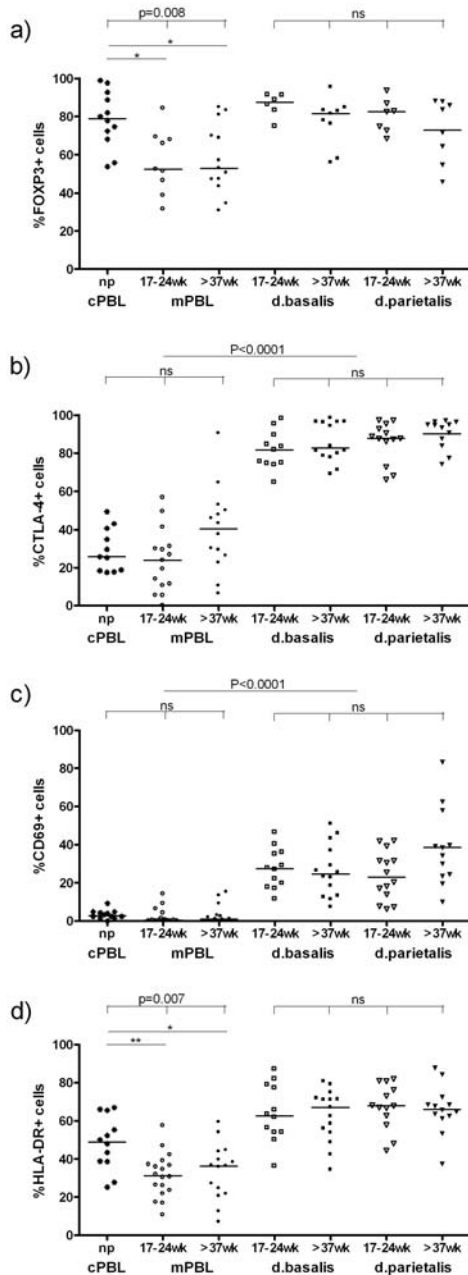 a)
p=0.008
ns
*
*
%FOXP3+ cells
100
80
60
40
20
0
np 17-24wk >37wk 17-24wk >37wk 17-24wk >37wk
cPBL mPBL d.basalis d.parietalis
b)
P<0.0001
ns ns
%CTLA-4+ cells
100
80
60
40
20
0
np 17-24wk >37wk 17-24wk >37wk 17-24wk >37wk
cPBL mPBL d.basalis d.parietalis
c)
P<0.0001
ns ns
%CD69+ cells
100
80
60
40
20
0
np 17-24wk >37wk 17-24wk >37wk 17-24wk >37wk
cPBL mPBL d.basalis d.parietalis
d)
p=0.007
ns
*
**
%HLA-DR+ cells
100
80
60
40
20
0
np 17-24wk >37wk 17-24wk >37wk 17-24wk >37wk
cPBL mPBL d.basalis d.parietalis